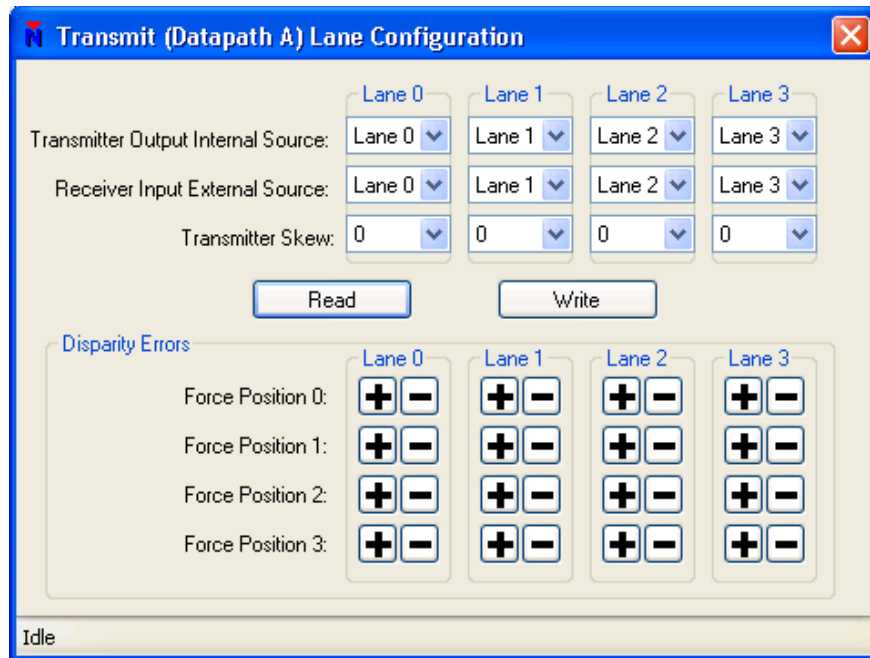 N Transmit (Datapath A) Lane Configuration
Lane 0 Lane 1 Lane 2 Lane 3
Transmitter Output Internal Source: Lane 0 Lane 1 Lane 2 Lane 3
Receiver Input External Source: Lane 0 Lane 1 Lane 2 Lane 3
Transmitter Skew: 0 0 0 0
Read Write
Disparity Errors
Lane 0 Lane 1 Lane 2 Lane 3
Force Position 0: + - + - + - + -
Force Position 1: + - + - + - + -
Force Position 2: + - + - + - + -
Force Position 3: + - + - + - + -
Idle